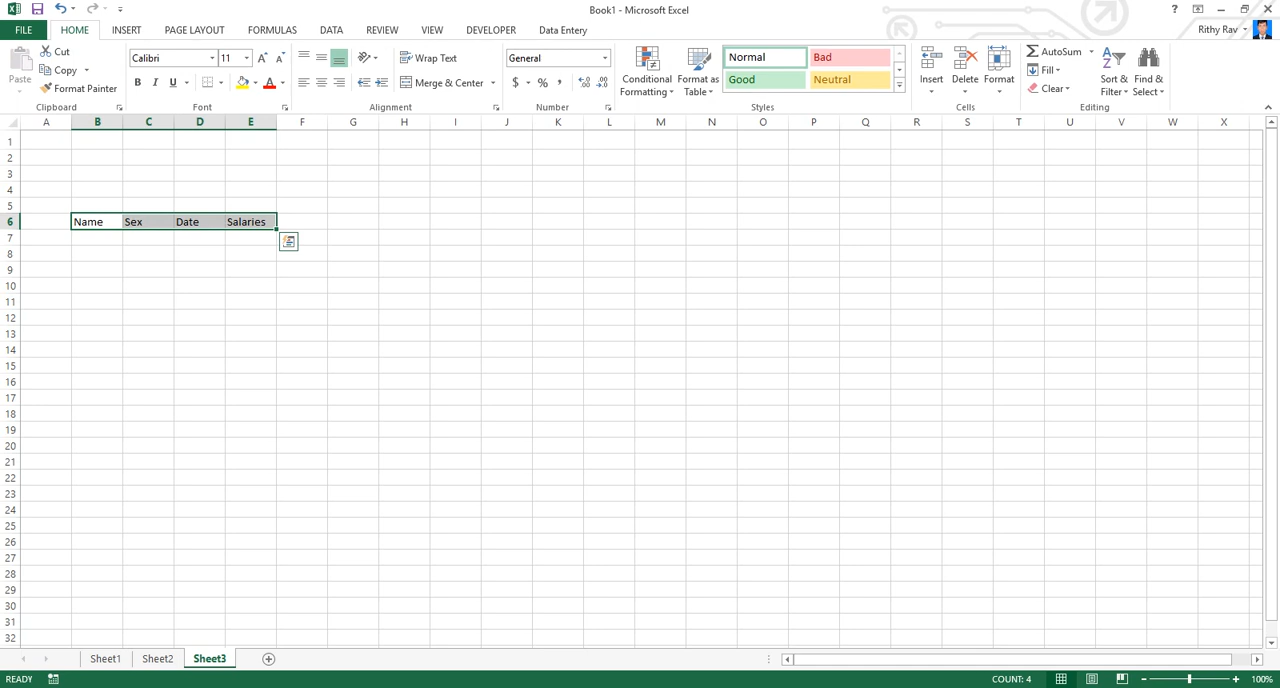 Book1 - Microsoft Excel
?
FILE HOME INSERT PAGE LAYOUT FORMULAS DATA REVIEW VIEW DEVELOPER Data Entery
Rithy Rav
Paste
Cut
Copy
Format Painter
Clipboard
Calibri 11
B I U A
Font
Wrap Text
Merge & Center
Alignment
General
$ % ,
Number
Conditional Formatting
Format as Table
Normal Bad
Good Neutral
Styles
Insert Delete Format
Cells
AutoSum
Fill
Clear
Sort & Filter
Find & Select
Editing
A B C D E F G H I J K L M N O P Q R S T U V W X
1
2
3
4
5
6 Name Sex Date Salaries
7
8
9
10
11
12
13
14
15
16
17
18
19
20
21
22
23
24
25
26
27
28
29
30
31
32
Sheet1 Sheet2 Sheet3
READY COUNT: 4 100%